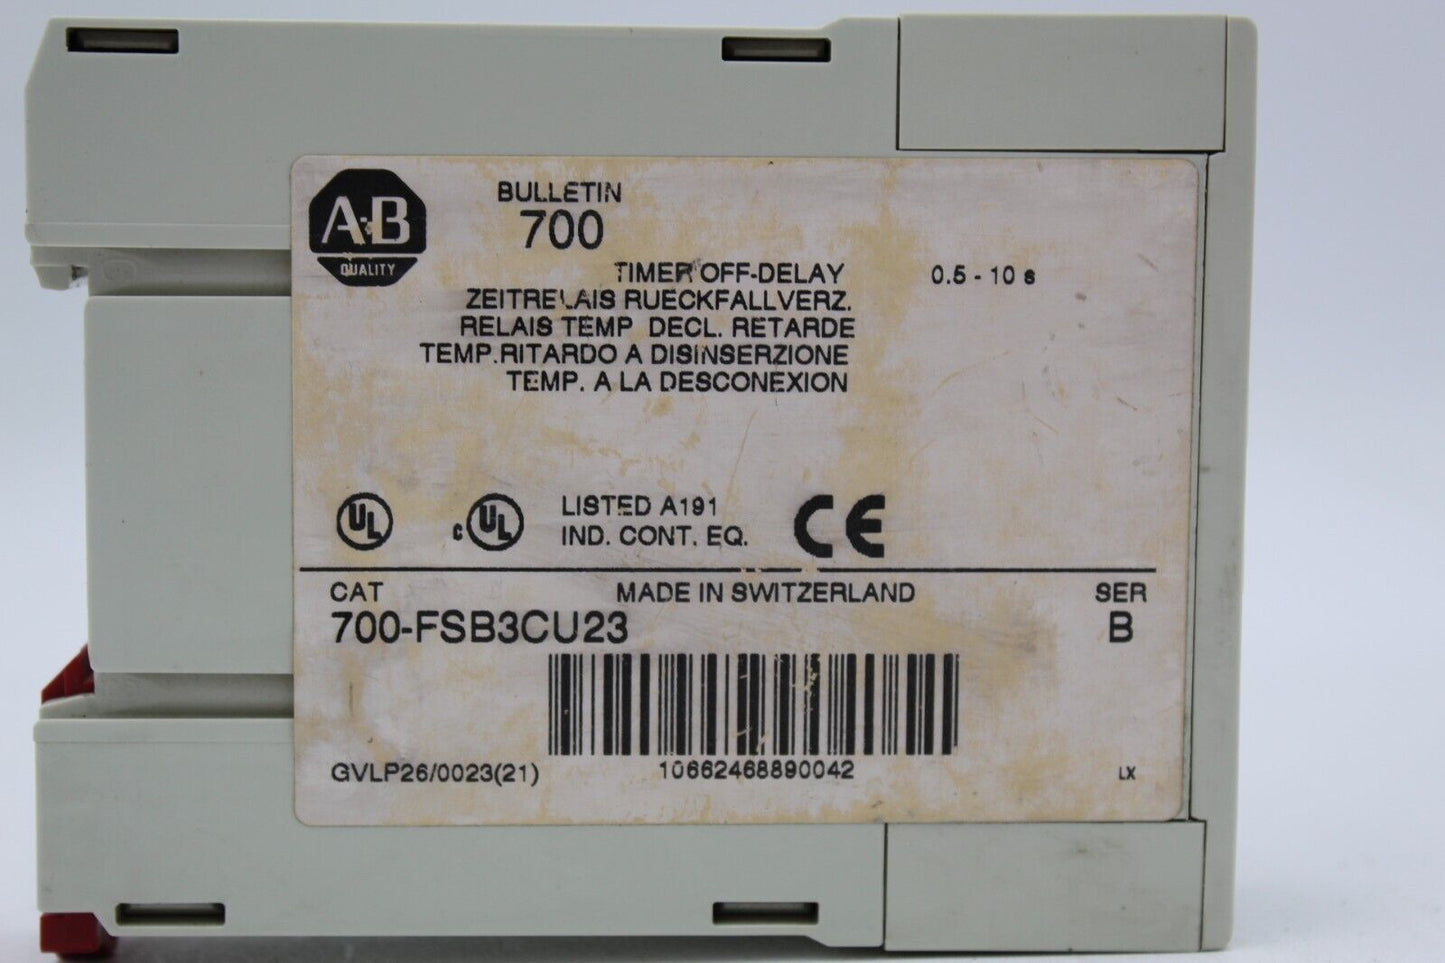 A·B
QUALITY
BULLETIN
700
TIMER OFF-DELAY 0.5 - 10 s
ZEITRELAIS RUECKFALLVERZ.
RELAIS TEMP DECL. RETARDE
TEMP.RITARDO A DISINSERZIONE
TEMP. A LA DESCONEXION
UL
c UL
LISTED A191
IND. CONT. EQ.
CE
CAT MADE IN SWITZERLAND SER
700-FSB3CU23 B
GVLP26/0023(21) 10662468890042 LX